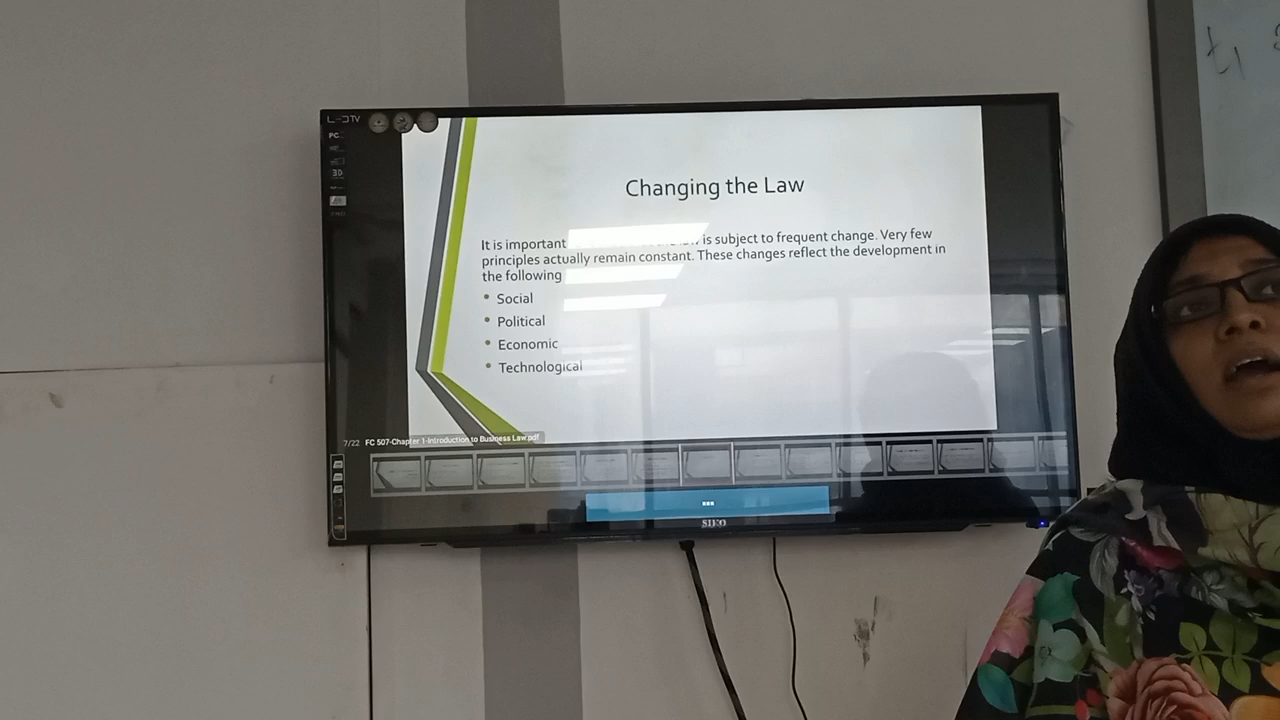 PC
3D
Changing the Law
It is important is subject to frequent change. Very few
principles actually remain constant. These changes reflect the development in
the following
• Social
• Political
• Economic
• Technological
7/22 FC 507-Chapter 1-Introduction to Business Law.pdf